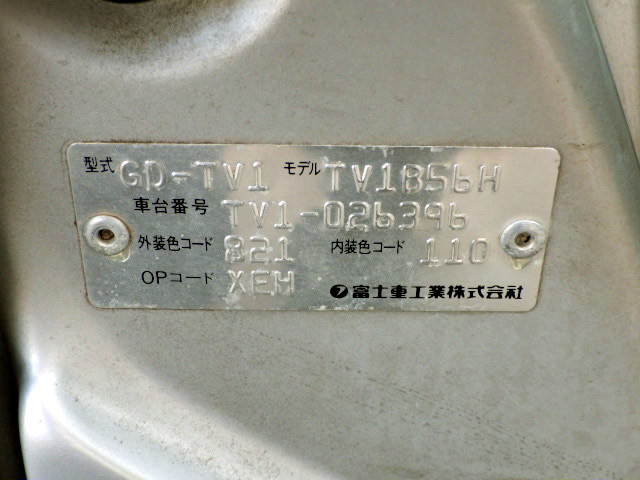 型式 GD-TV1 モデル TV1856H
車台番号 TV1-026396
外装色コード 821 内装色コード 110
OPコード XEM 富士重工業株式会社